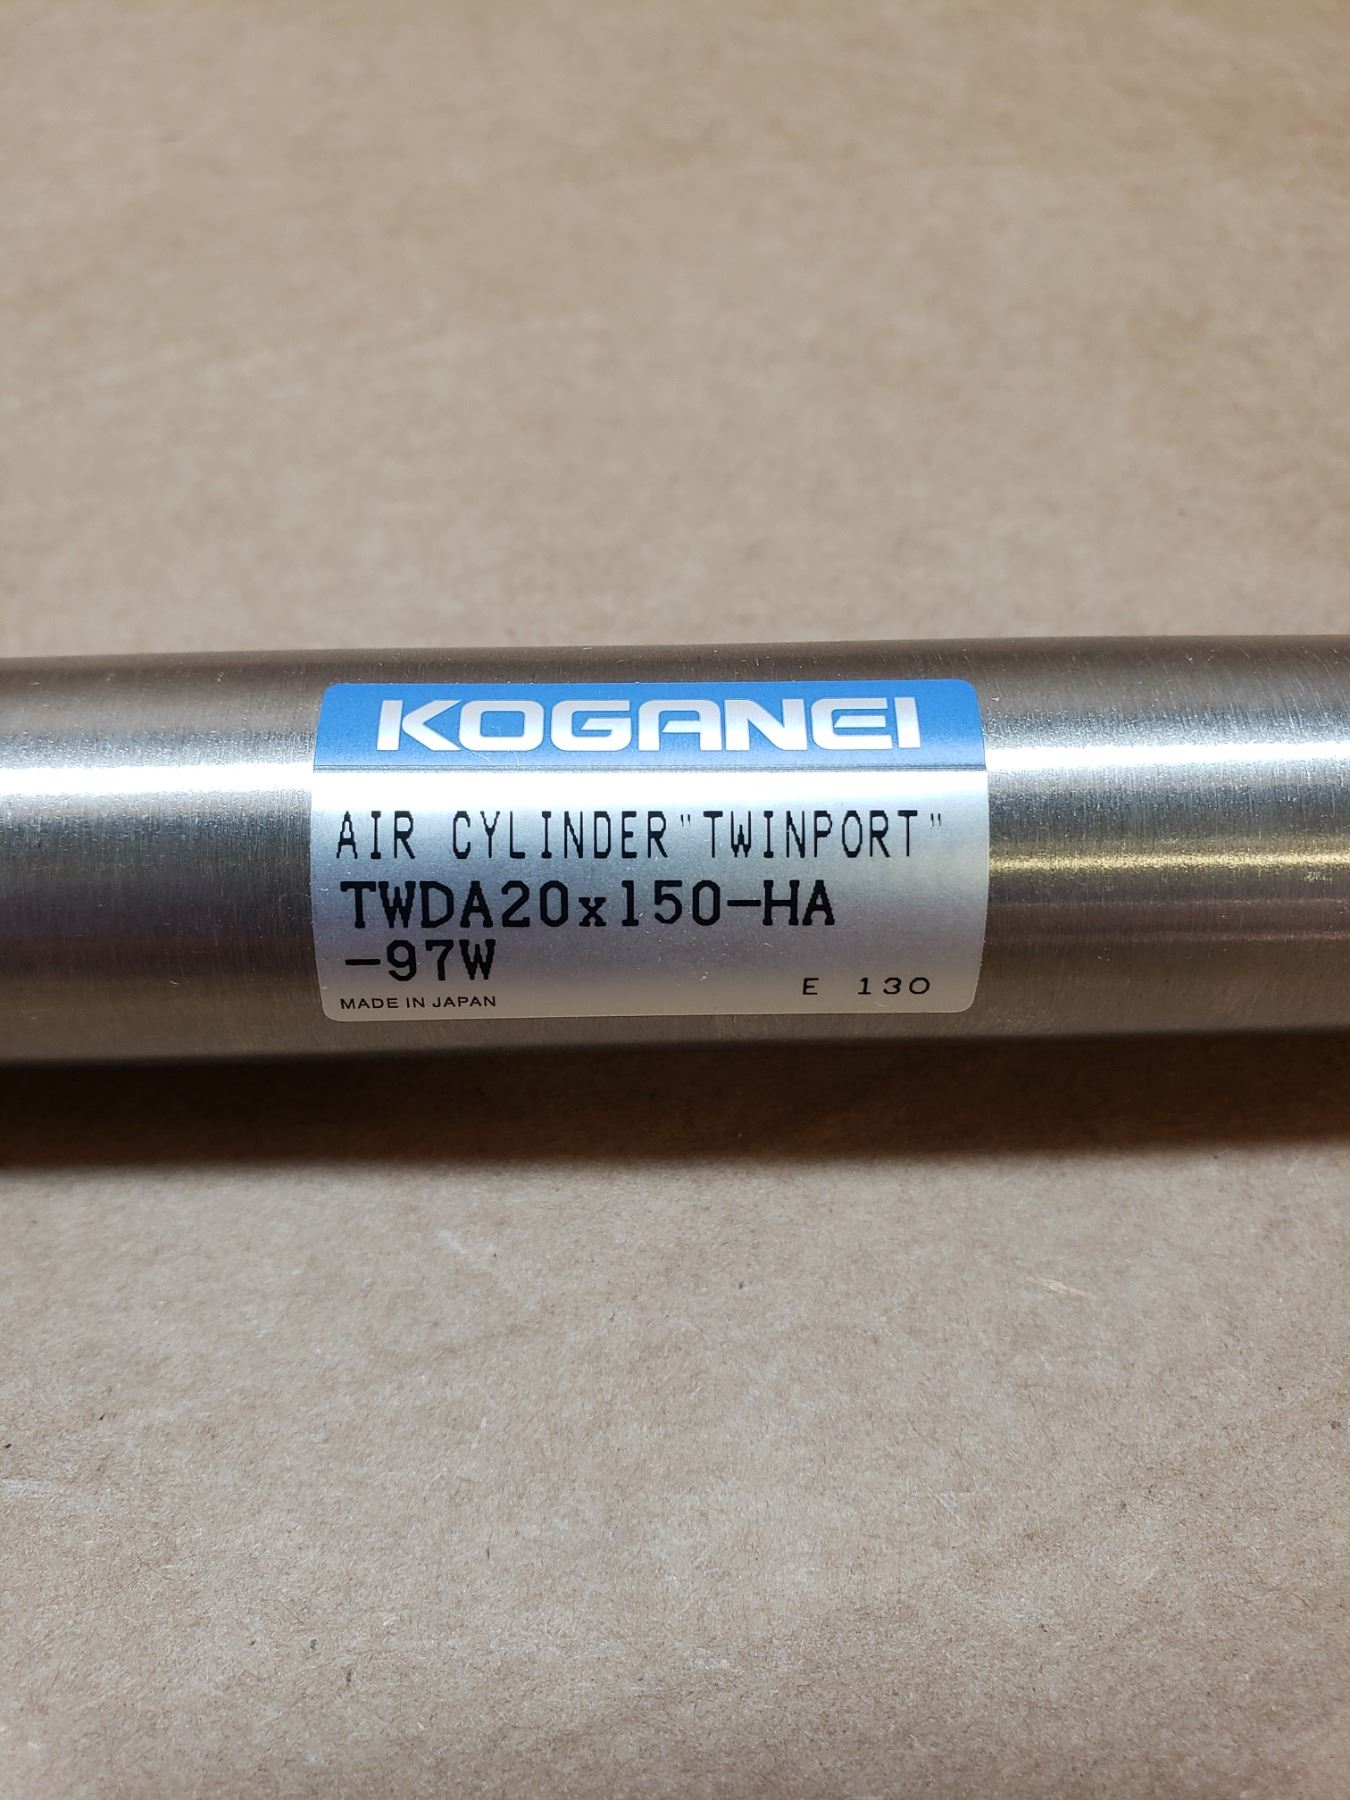 KOGANEI
AIR CYLINDER"TWINPORT"
TWDA20x150-HA
-97W
MADE IN JAPAN
E 130